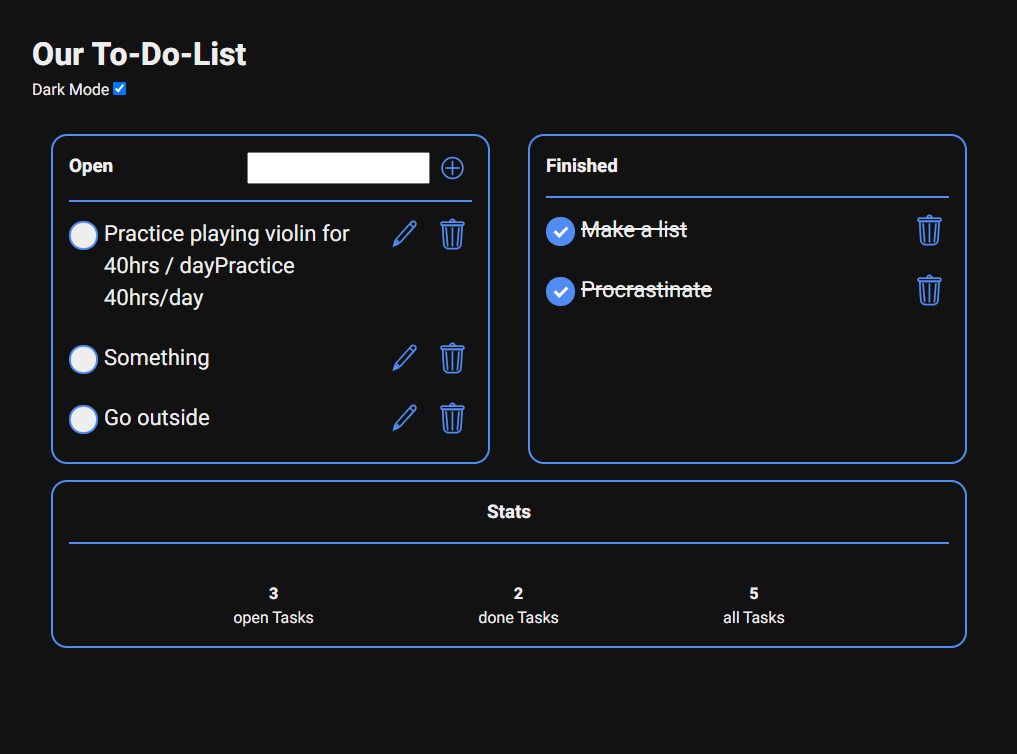 Our To-Do-List
Dark Mode
Open
Practice playing violin for
40hrs / dayPractice
40hrs/day
Something
Go outside
Finished
Make a list
Procrastinate
Stats
3
open Tasks
2
done Tasks
5
all Tasks